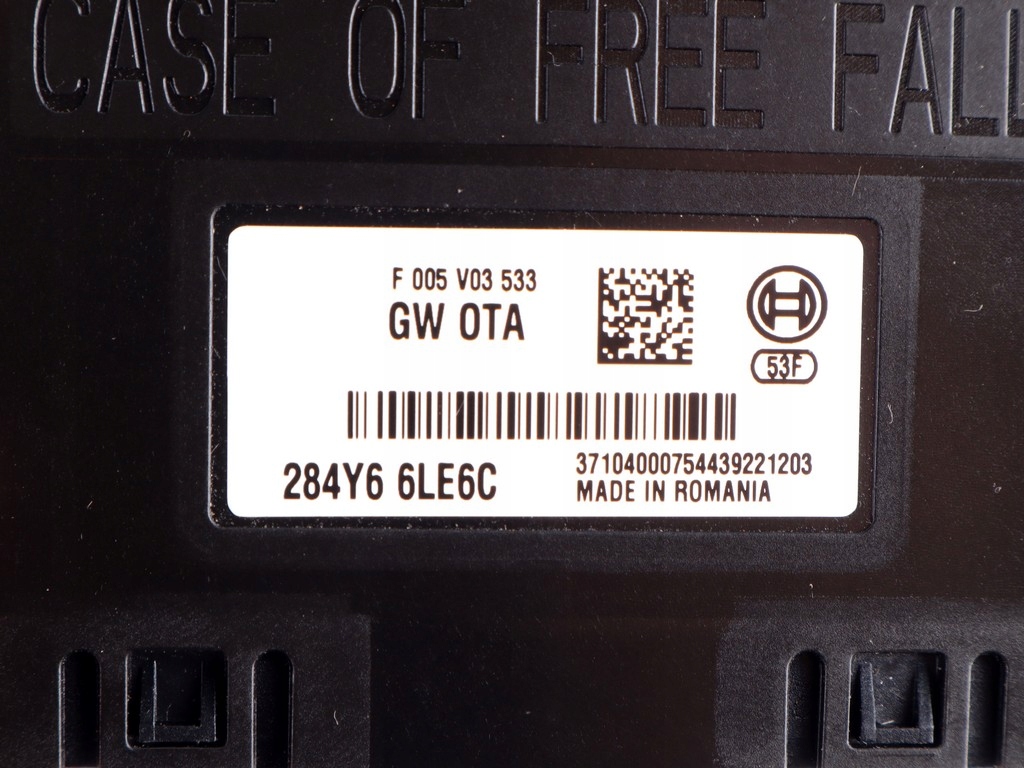 CASE OF FREE FALL
F 005 V03 533
GW OTA
53F
284Y6 6LE6C
37104000754439221203
MADE IN ROMANIA